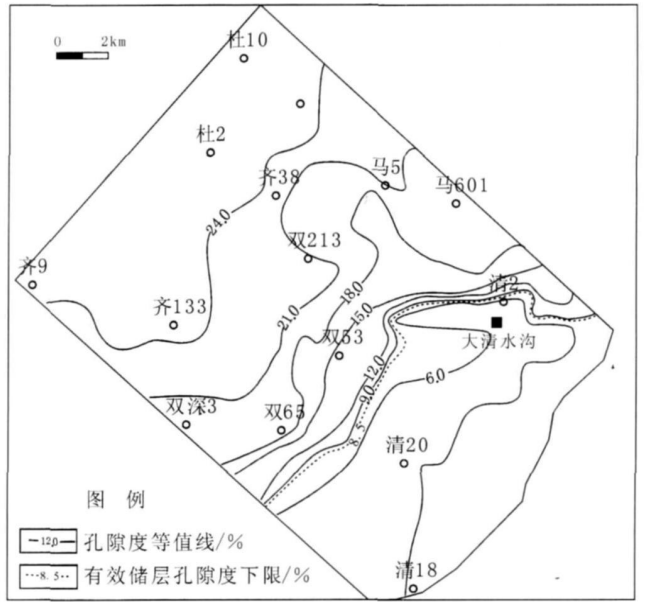 杜10
0 2km
杜2
马5
齐38
马601
24.0
双213
齐9
清2
18.0
齐133
15.0
21.0
双53
大清水沟
12.0
6.0
9.0
双深3
双65
8.5
清20
图 例
12.0 孔隙度等值线/%
8.5 有效储层孔隙度下限/%
清18